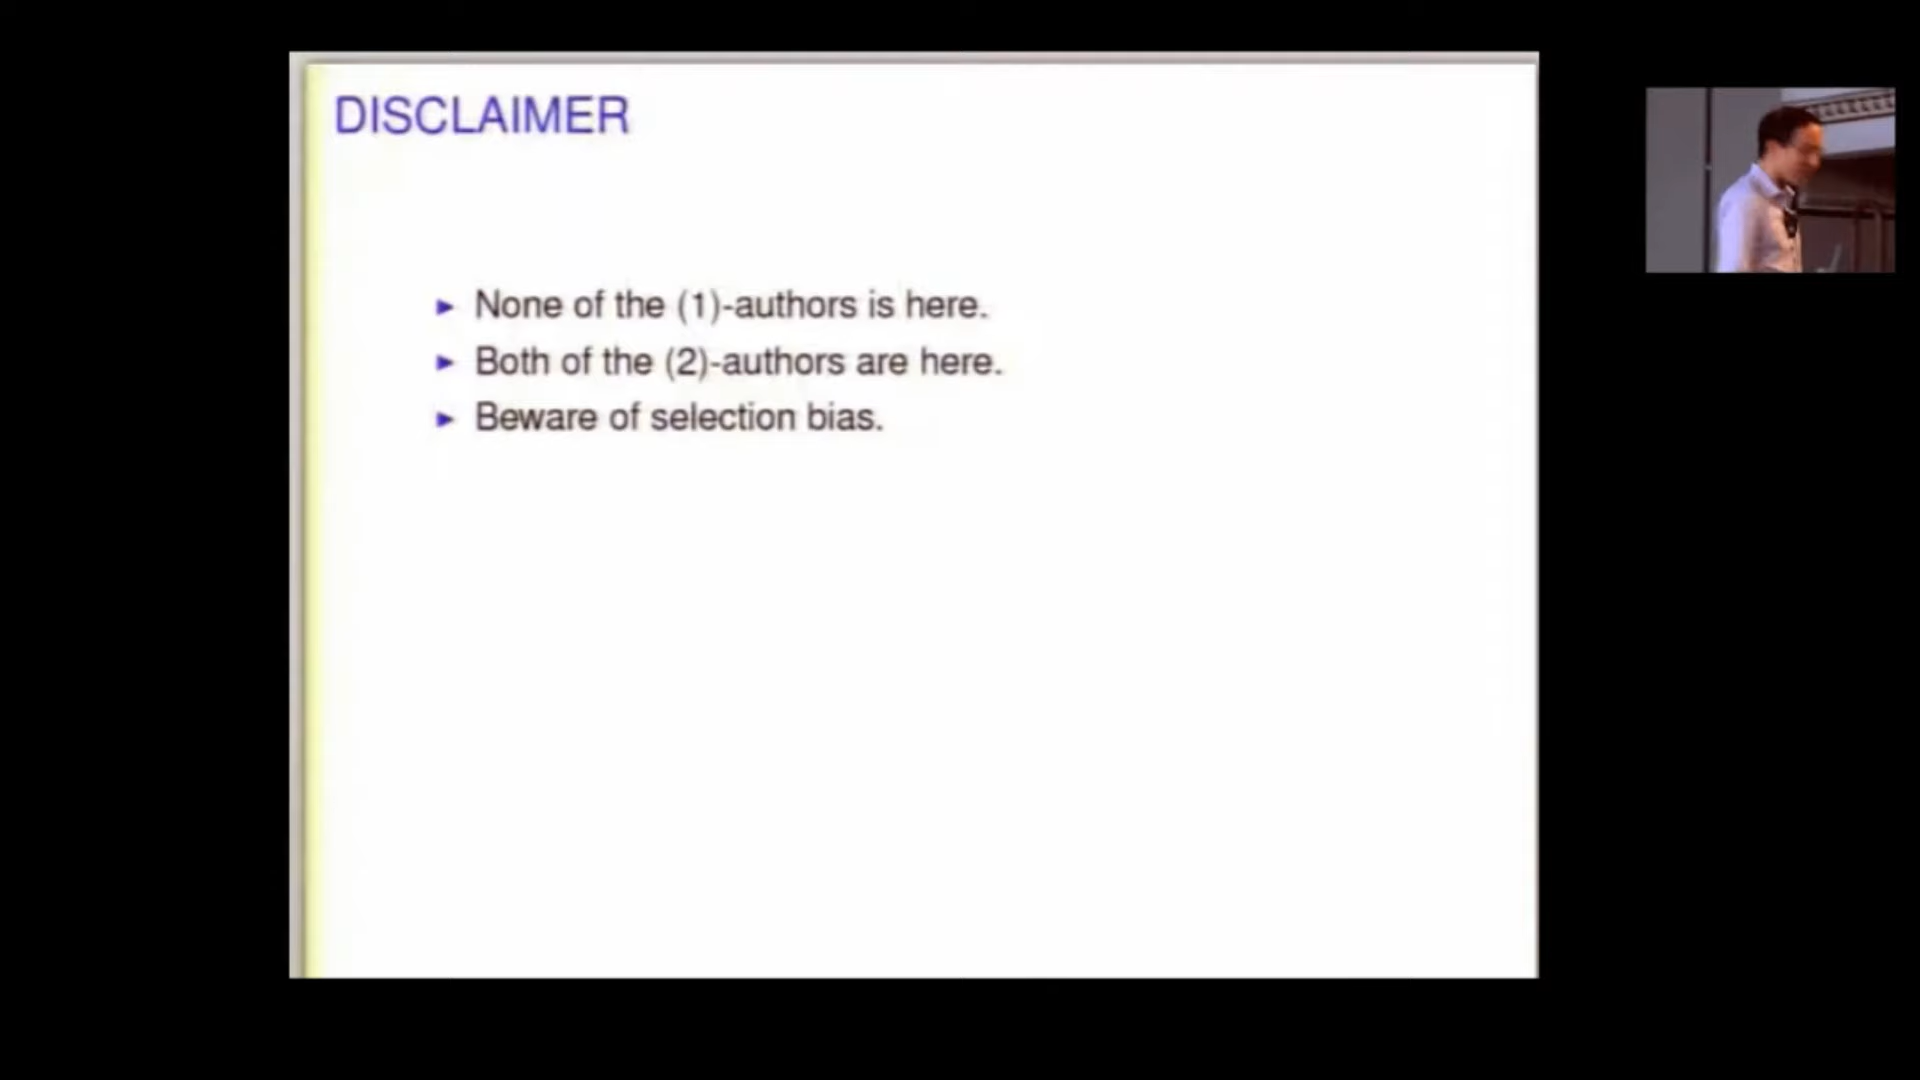 DISCLAIMER
► None of the (1)-authors is here.
► Both of the (2)-authors are here.
► Beware of selection bias.